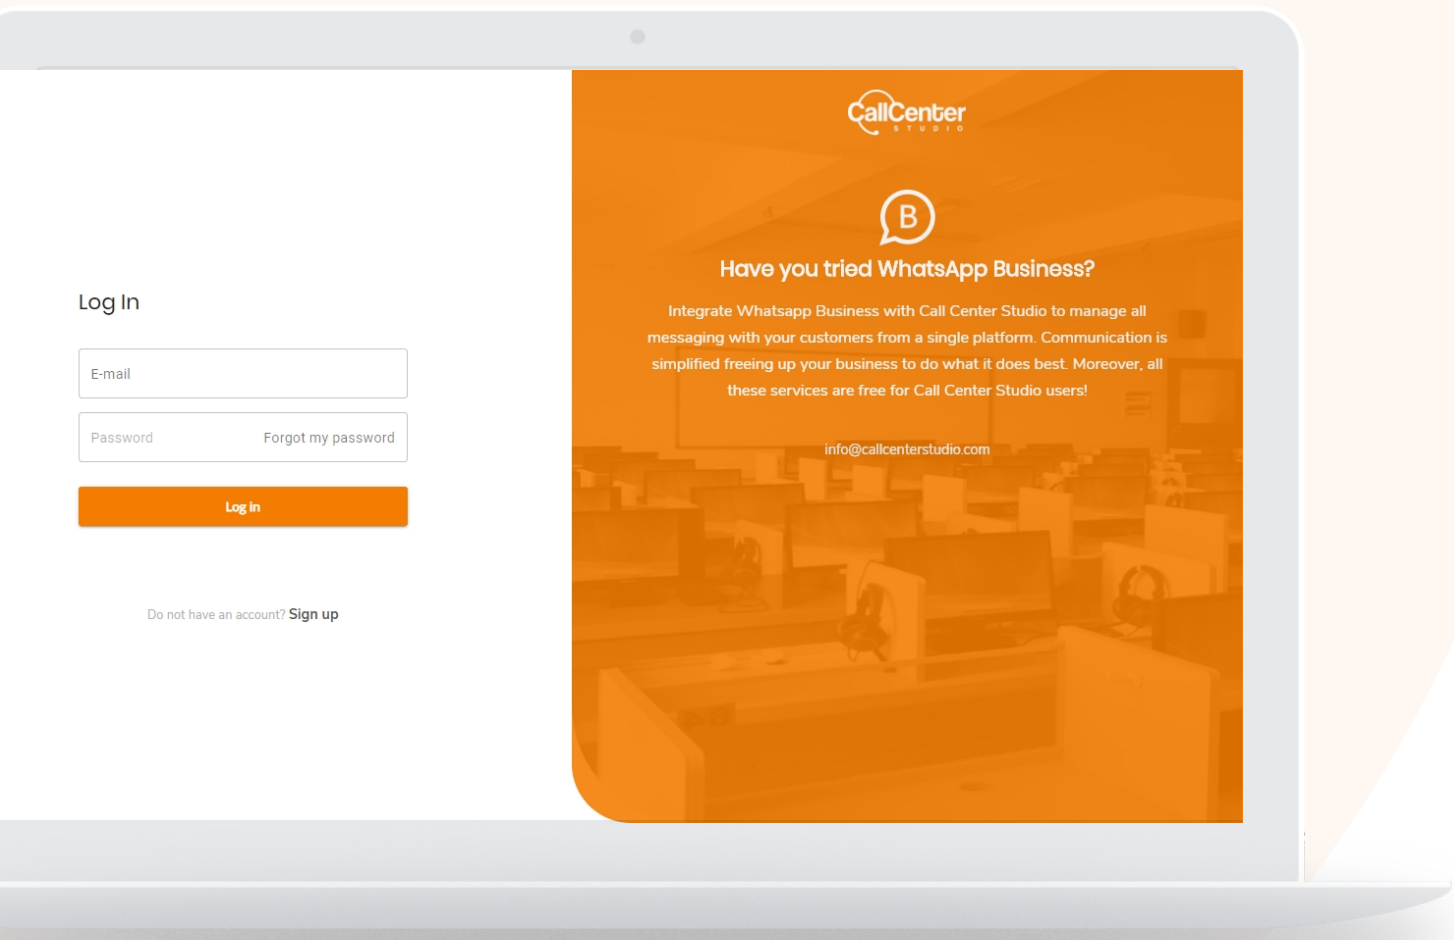 Log In
E-mail
Password
Forgot my password
Log in
Do not have an account? Sign up
CallCenter
STUDIO
B
Have you tried WhatsApp Business?
Integrate Whatsapp Business with Call Center Studio to manage all
messaging with your customers from a single platform. Communication is
simplified freeing up your business to do what it does best. Moreover, all
these services are free for Call Center Studio users!
info@callcenterstudio.com